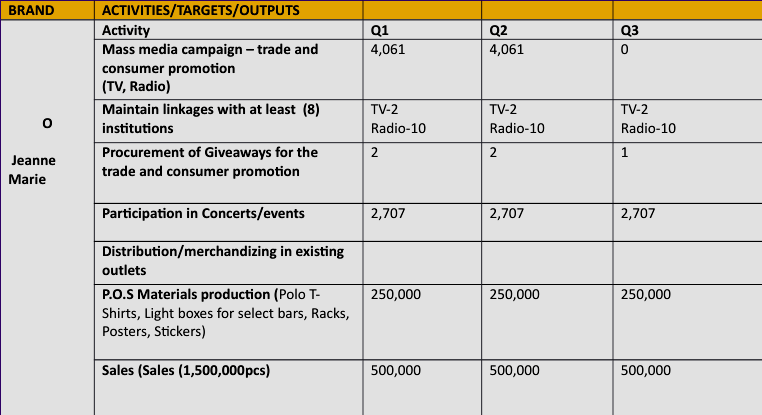 BRAND ACTIVITIES/TARGETS/OUTPUTS
Activity Q1 Q2 Q3
Mass media campaign – trade and 4,061 4,061 0
consumer promotion
(TV, Radio)
Maintain linkages with at least (8) TV-2 TV-2 TV-2
institutions Radio-10 Radio-10 Radio-10
O
Jeanne
Marie
Procurement of Giveaways for the 2 2 1
trade and consumer promotion
Participation in Concerts/events 2,707 2,707 2,707
Distribution/merchandizing in existing
outlets
P.O.S Materials production (Polo T- 250,000 250,000 250,000
Shirts, Light boxes for select bars, Racks,
Posters, Stickers)
Sales (Sales (1,500,000pcs) 500,000 500,000 500,000